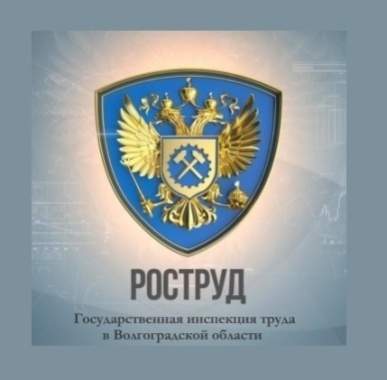 РОСТРУД
Государственная инспекция труда
в Волгоградской области